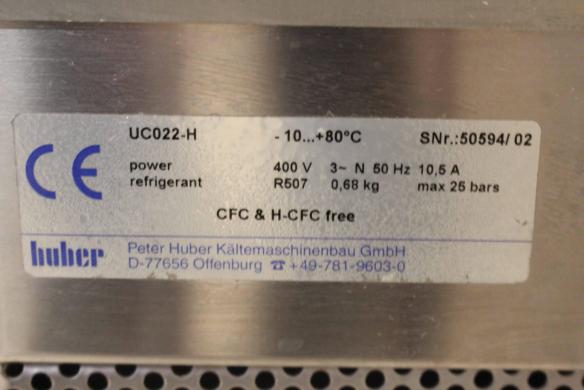 UC022-H - 10...+80°C SNr.:50594/ 02
power 400 V 3~ N 50 Hz 10,5 A
refrigerant R507 0,68 kg max 25 bars
CFC & H-CFC free
CE
huber
Peter Huber Kältemaschinenbau GmbH
D-77656 Offenburg ☎ +49-781-9603-0